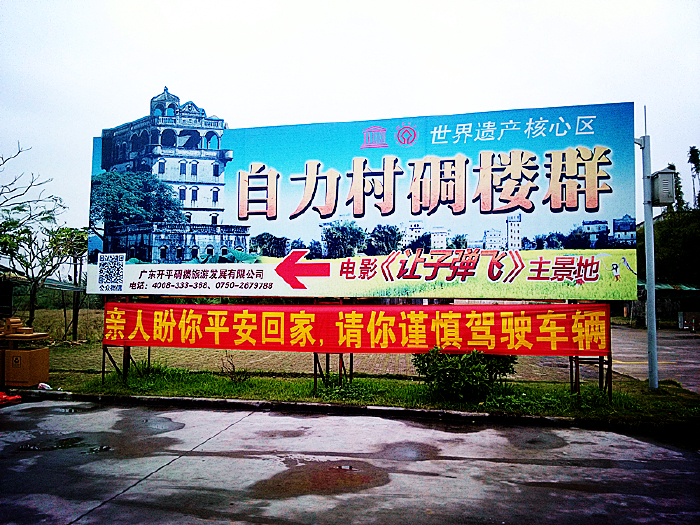 世界遗产核心区
自力村碉楼群
电影《让子弹飞》主景地
广东开平碉楼旅游发展有限公司
电话：4008-333-368、0750-2679788
亲人盼你平安回家，请你谨慎驾驶车辆